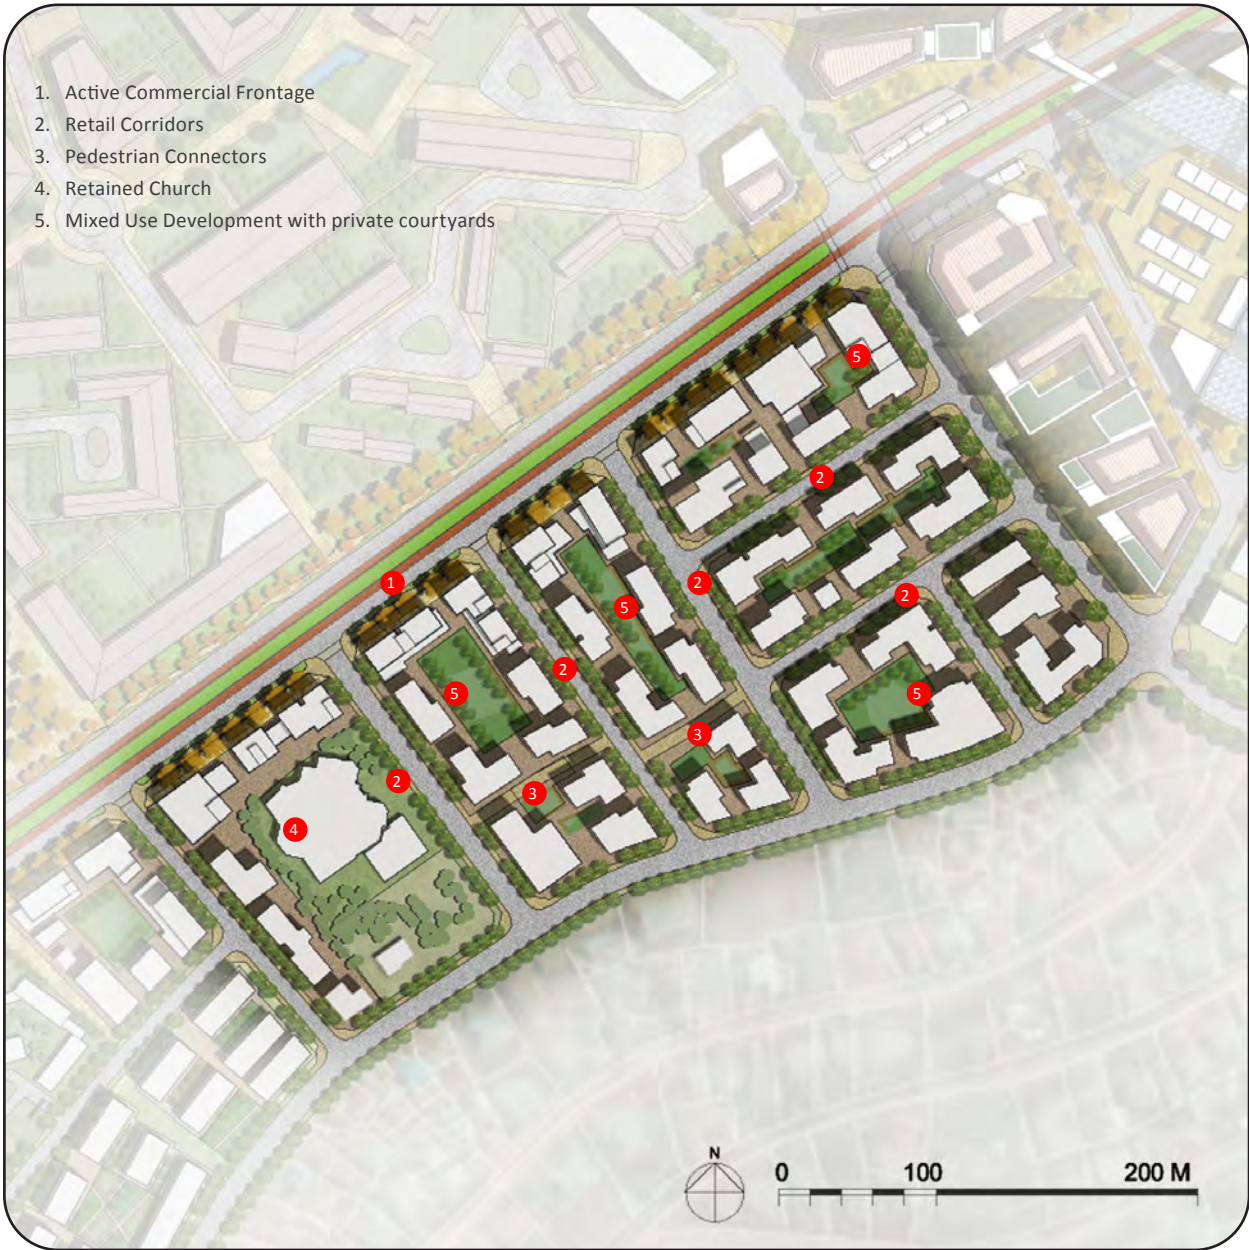 1. Active Commercial Frontage
2. Retail Corridors
3. Pedestrian Connectors
4. Retained Church
5. Mixed Use Development with private courtyards
5
2
2
2
1
5
2
5
5
3
2
3
4
N
0 100 200 M